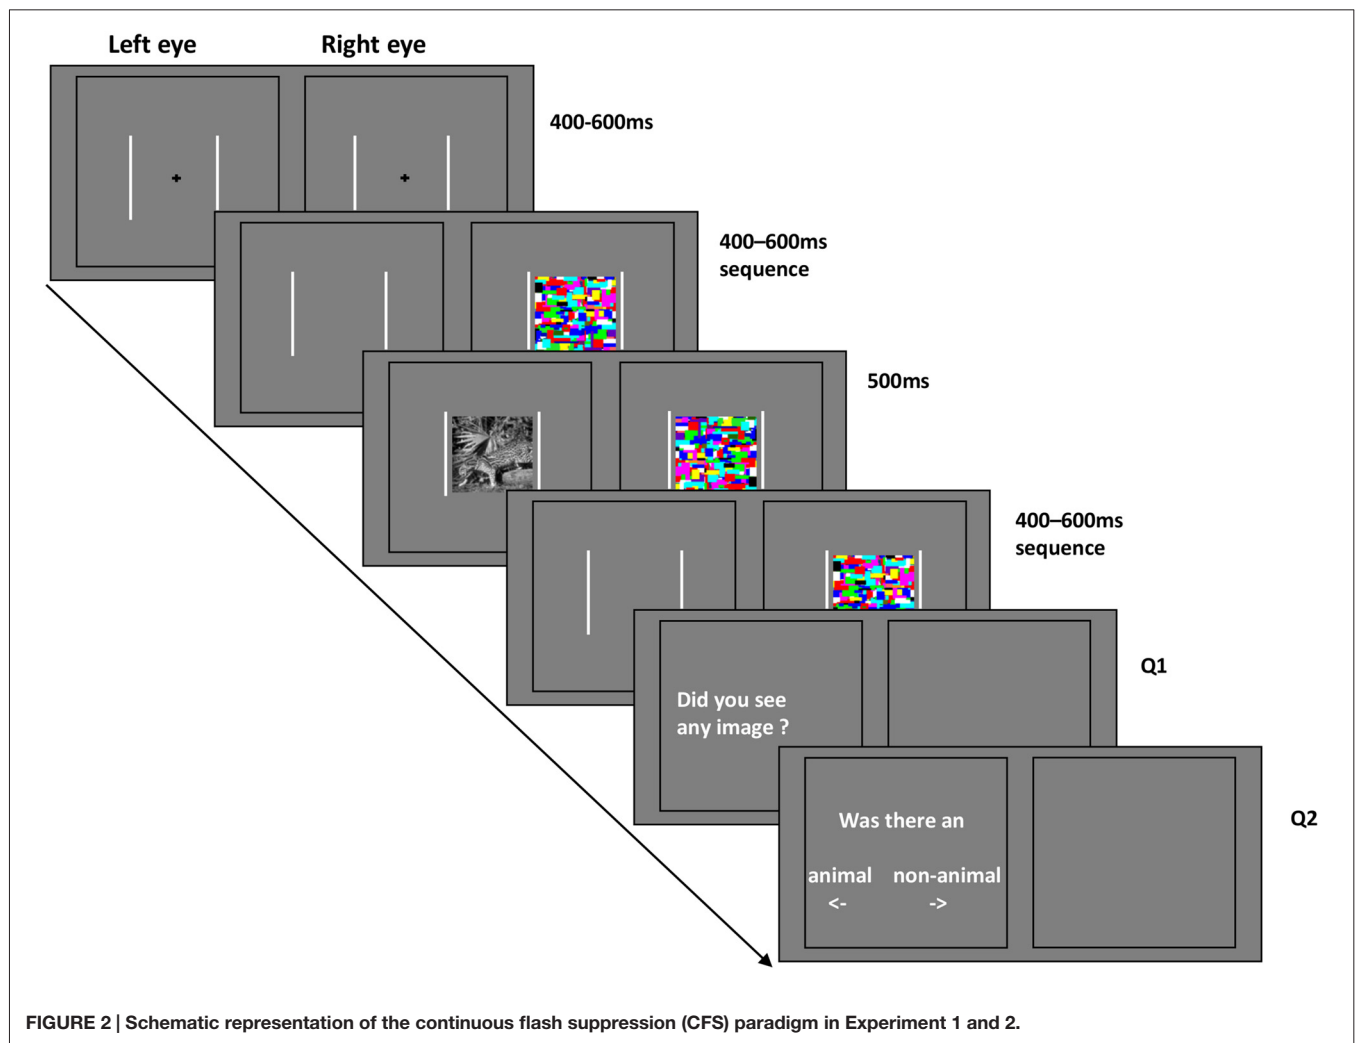 Left eye
Right eye
400-600ms
400–600ms
sequence
500ms
400–600ms
sequence
Did you see
any image ?
Q1
Was there an
animal non-animal
<- ->
Q2
FIGURE 2 | Schematic representation of the continuous flash suppression (CFS) paradigm in Experiment 1 and 2.